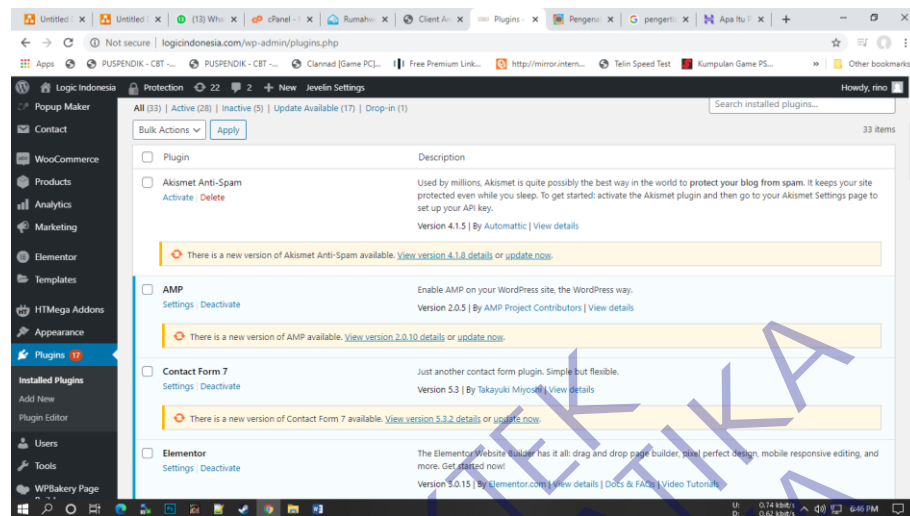 Untitled
Untitled
(13) What
cPanel -
Rumahw
Client Are
Plugins ‹
Pengena
pengerti
Apa Itu F
Not secure | logicindonesia.com/wp-admin/plugins.php
Apps
PUSPENDIK - CBT -...
PUSPENDIK - CBT -...
Clannad [Game PC]...
Free Premium Link...
http://mirror.intern...
Telin Speed Test
Kumpulan Game PS...
»
Other bookmarks
Logic Indonesia
Protection
22
2
New
Jevelin Settings
Howdy, rino
Popup Maker
Contact
WooCommerce
Products
Analytics
Marketing
Elementor
Templates
HTMega Addons
Appearance
Plugins 17
Installed Plugins
Add New
Plugin Editor
Users
Tools
WPBakery Page
All (33) | Active (28) | Inactive (5) | Update Available (17) | Drop-in (1)
Search installed plugins...
Bulk Actions
Apply
33 items
Plugin
Description
Akismet Anti-Spam
Activate | Delete
Used by millions, Akismet is quite possibly the best way in the world to protect your blog from spam. It keeps your site
protected even while you sleep. To get started: activate the Akismet plugin and then go to your Akismet Settings page to
set up your API key.
Version 4.1.5 | By Automattic | View details
There is a new version of Akismet Anti-Spam available. View version 4.1.8 details or update now.
AMP
Settings | Deactivate
Enable AMP on your WordPress site, the WordPress way.
Version 2.0.5 | By AMP Project Contributors | View details
There is a new version of AMP available. View version 2.0.10 details or update now.
Contact Form 7
Settings | Deactivate
Just another contact form plugin. Simple but flexible.
Version 5.3 | By Takayuki Miyoshi | View details
There is a new version of Contact Form 7 available. View version 5.3.2 details or update now.
Elementor
Settings | Deactivate
The Elementor Website Builder has it all: drag and drop page builder, pixel perfect design, mobile responsive editing, and
more. Get started now!
Version 3.0.15 | By Elementor.com | View details | Docs & FAQs | Video Tutorials
U: 0.74 kbit/s
D: 0.62 kbit/s
6:46 PM
TEK
TIKA